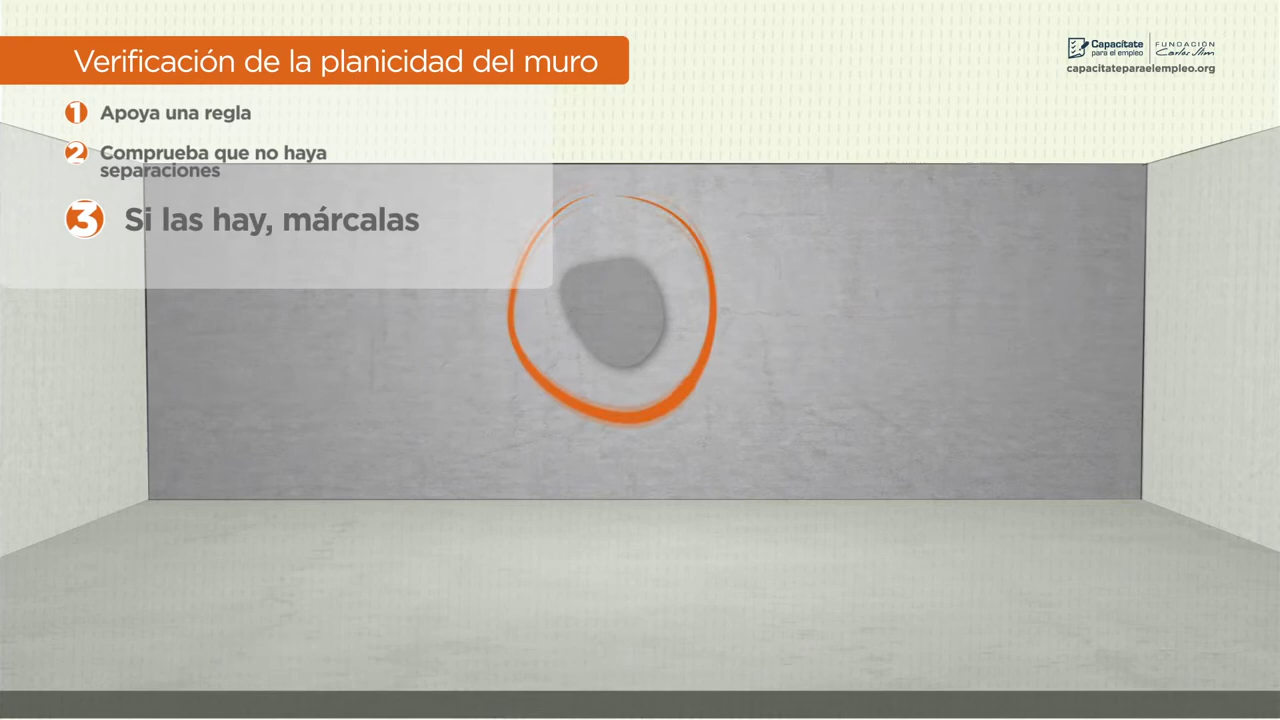 Verificación de la planicidad del muro
1 Apoya una regla
2 Comprueba que no haya
separaciones
3 Si las hay, márcalas
Capacítate
para el empleo
FUNDACIÓN
Carlos Slim
capacitateparaelempleo.org